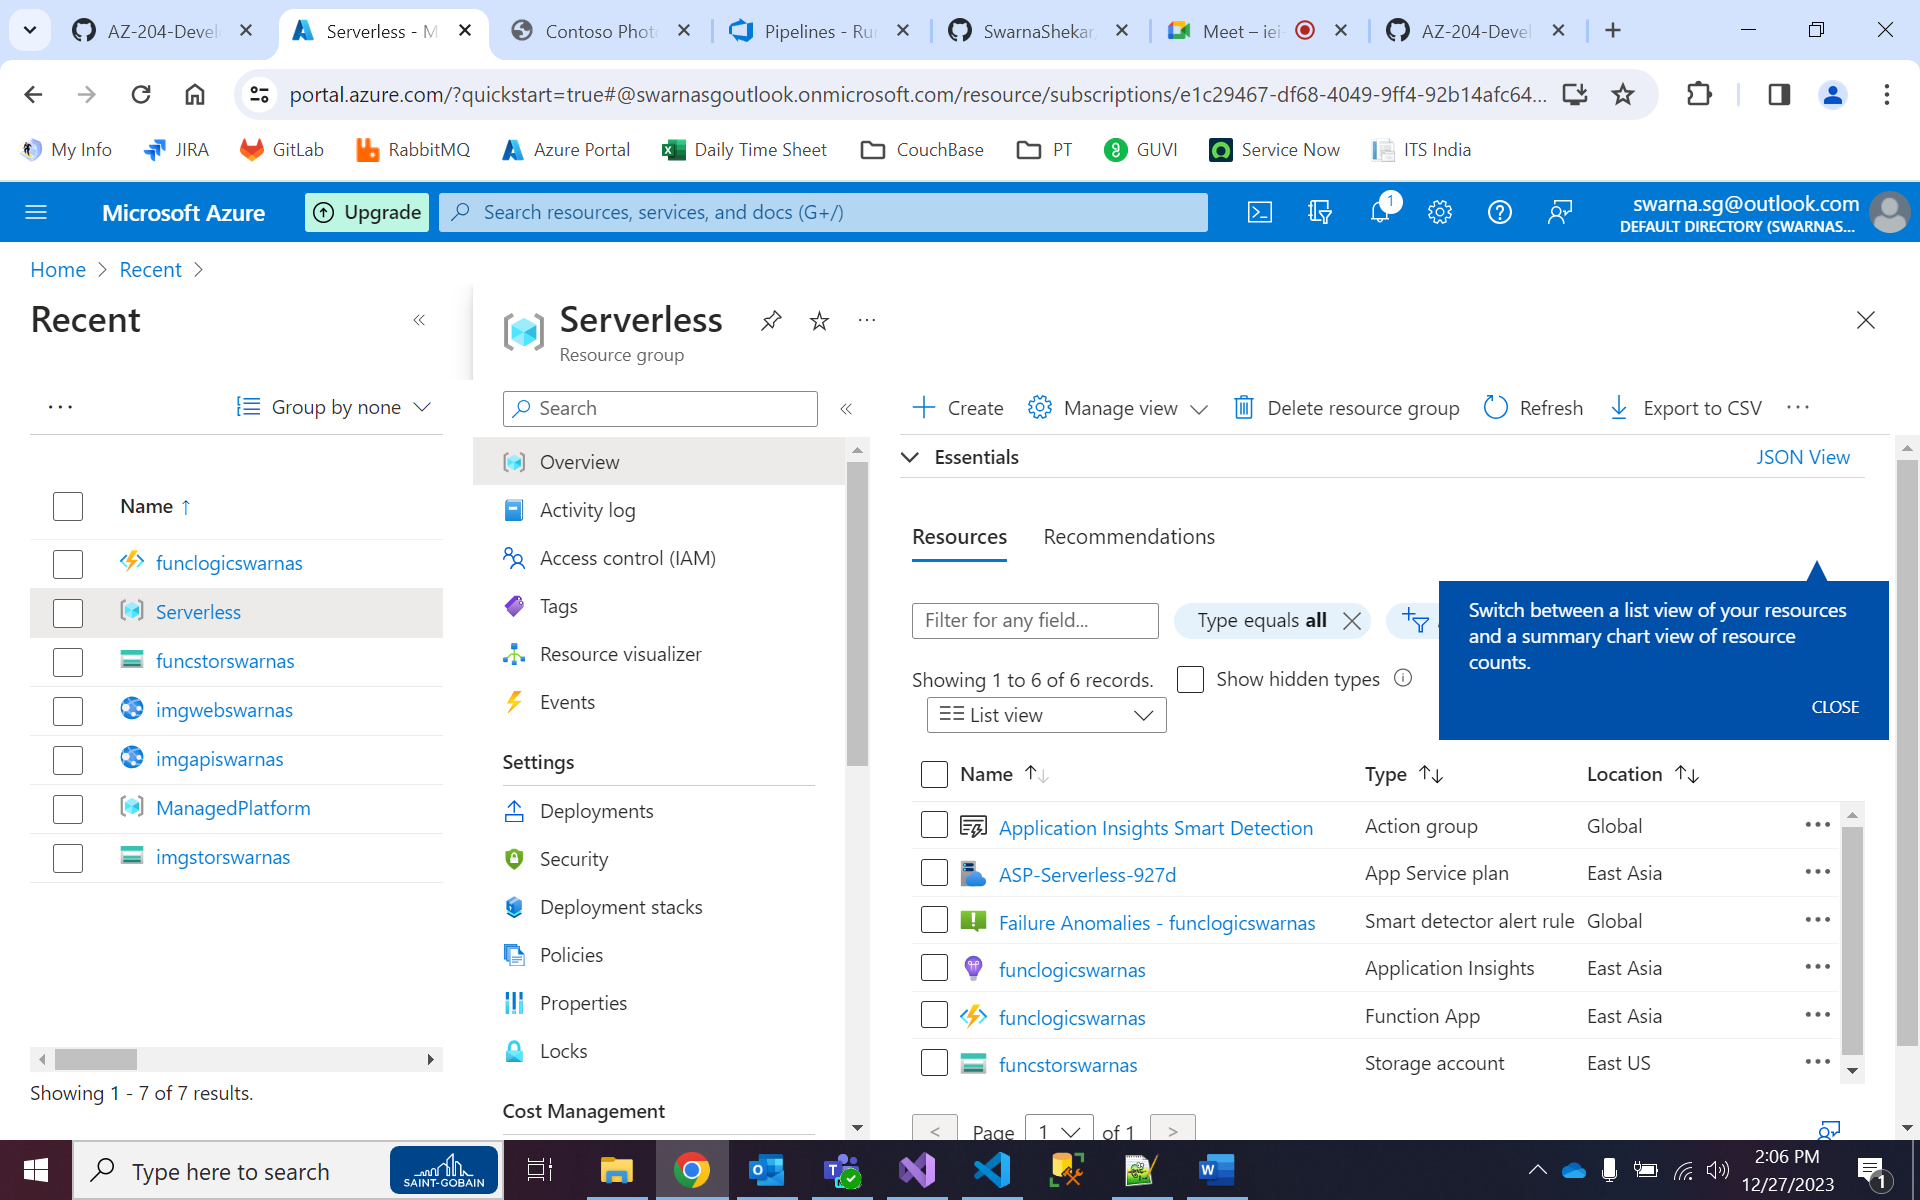 AZ-204-Devel
Serverless - M
Contoso Photo
Pipelines - Run
SwarnaShekar/
Meet – iei-
AZ-204-Devel
portal.azure.com/?quickstart=true#@swarnasgoutlook.onmicrosoft.com/resource/subscriptions/e1c29467-df68-4049-9ff4-92b14afc64...
My Info
JIRA
GitLab
RabbitMQ
Azure Portal
Daily Time Sheet
CouchBase
PT
GUVI
Service Now
ITS India
Microsoft Azure
Upgrade
Search resources, services, and docs (G+/)
1
swarna.sg@outlook.com
DEFAULT DIRECTORY (SWARNAS...
Home > Recent >
Recent
Group by none
Name ↑
funclogicswarnas
Serverless
funcstorswarnas
imgwebswarnas
imgapiswarnas
ManagedPlatform
imgstorswarnas
Showing 1 - 7 of 7 results.
Serverless
Resource group
Search
Overview
Activity log
Access control (IAM)
Tags
Resource visualizer
Events
Settings
Deployments
Security
Deployment stacks
Policies
Properties
Locks
Cost Management
Create
Manage view
Delete resource group
Refresh
Export to CSV
Essentials
JSON View
Resources
Recommendations
Filter for any field...
Type equals all
Switch between a list view of your resources
and a summary chart view of resource
counts.
CLOSE
Showing 1 to 6 of 6 records.
Show hidden types
List view
Name Type Location
Application Insights Smart Detection Action group Global
ASP-Serverless-927d App Service plan East Asia
Failure Anomalies - funclogicswarnas Smart detector alert rule Global
funclogicswarnas Application Insights East Asia
funclogicswarnas Function App East Asia
funcstorswarnas Storage account East US
< Page 1 of 1 >
Type here to search
SAINT-GOBAIN
2:06 PM
12/27/2023
1